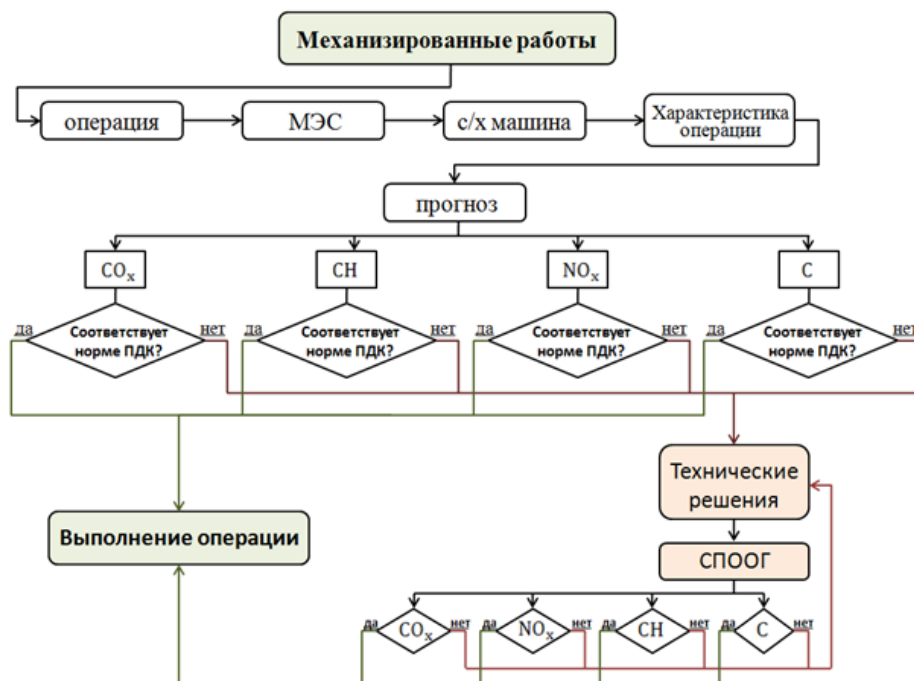 Механизированные работы
операция
МЭС
с/х машина
Характеристика
операции
прогноз
COx
CH
NOx
C
да
Соответствует
норме ПДК?
нет
да
Соответствует
норме ПДК?
нет
да
Соответствует
норме ПДК?
нет
да
Соответствует
норме ПДК?
нет
Технические
решения
Выполнение операции
СПООГ
да
COx
нет
да
NOx
нет
да
CH
нет
да
C
нет